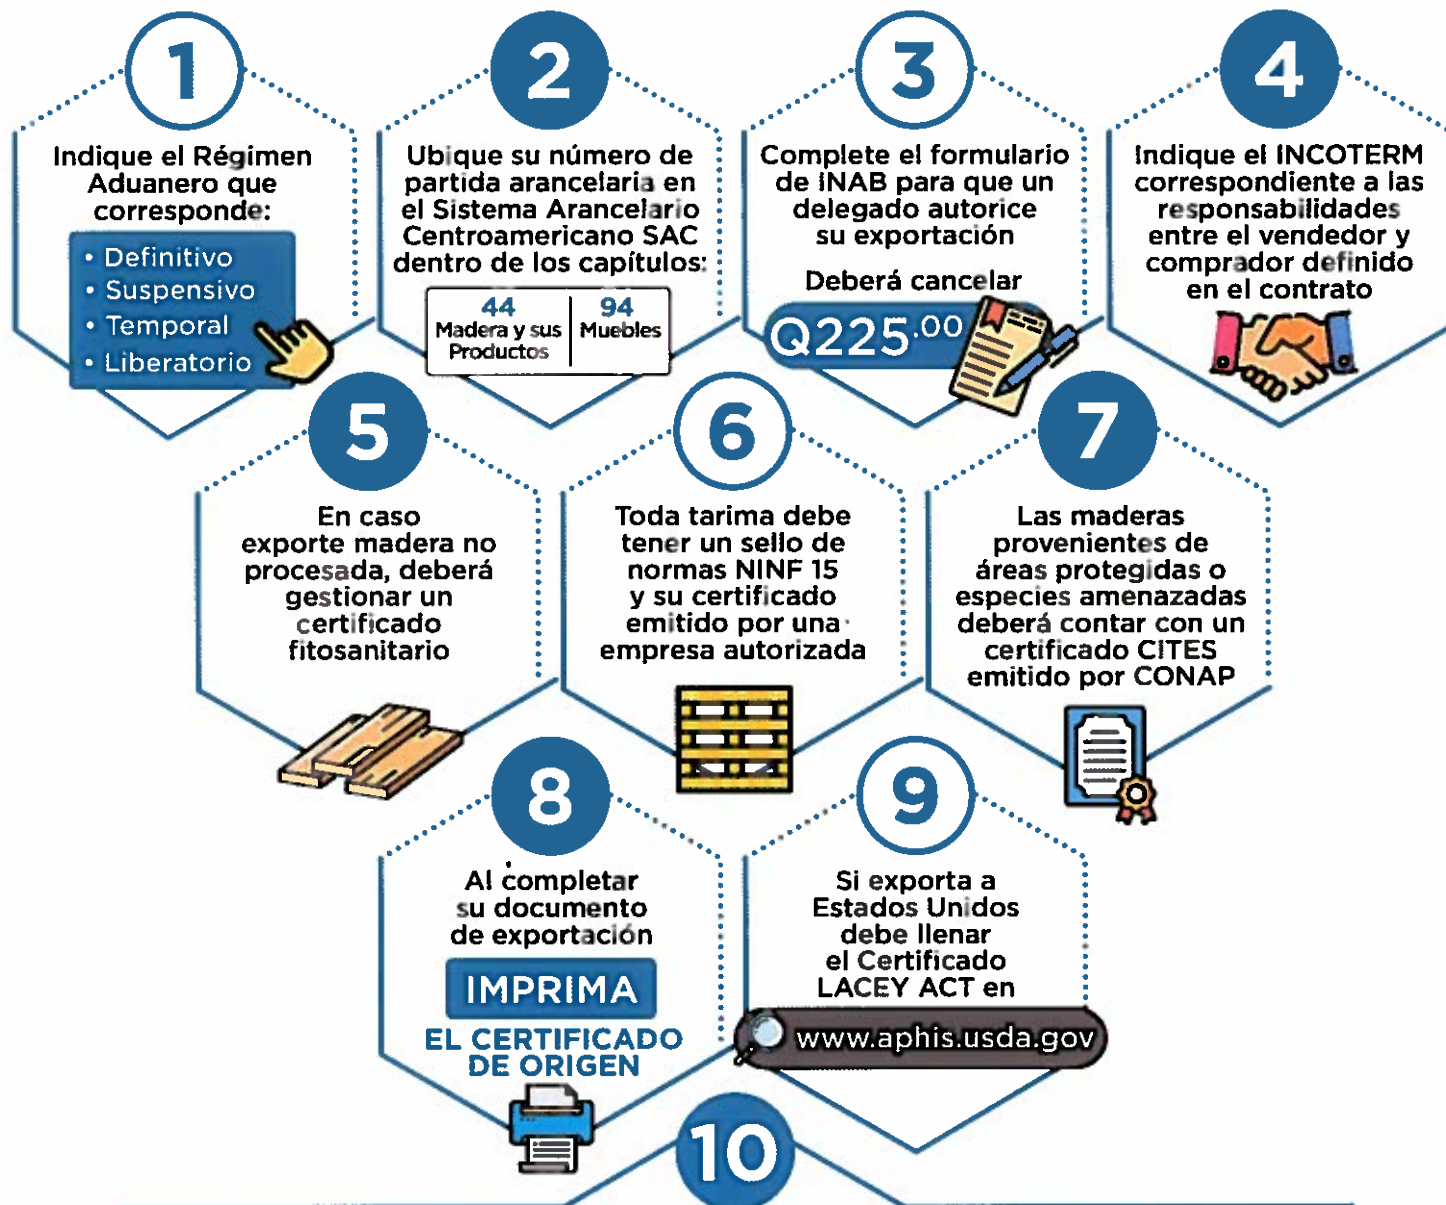 1
Indique el Régimen
Aduanero que
corresponde:
• Definitivo
• Suspensivo
• Temporal
• Liberatorio
2
Ubique su número de
partida arancelaria en
el Sistema Arancelario
Centroamericano SAC
dentro de los capítulos:
44
Madera y sus
Productos
94
Muebles
3
Complete el formulario
de INAB para que un
delegado autorice
su exportación
Deberá cancelar
Q225.00
4
Indique el INCOTERM
correspondiente a las
responsabilidades
entre el vendedor y
comprador definido
en el contrato
5
En caso
exporte madera no
procesada, deberá
gestionar un
certificado
fitosanitario
6
Toda tarima debe
tener un sello de
normas NINF 15
y su certificado
emitido por una
empresa autorizada
7
Las maderas
provenientes de
áreas protegidas o
especies amenazadas
deberá contar con un
certificado CITES
emitido por CONAP
8
Al completar
su documento
de exportación
IMPRIMA
EL CERTIFICADO
DE ORIGEN
9
Si exporta a
Estados Unidos
debe llenar
el Certificado
LACEY ACT en
www.aphis.usda.gov
10